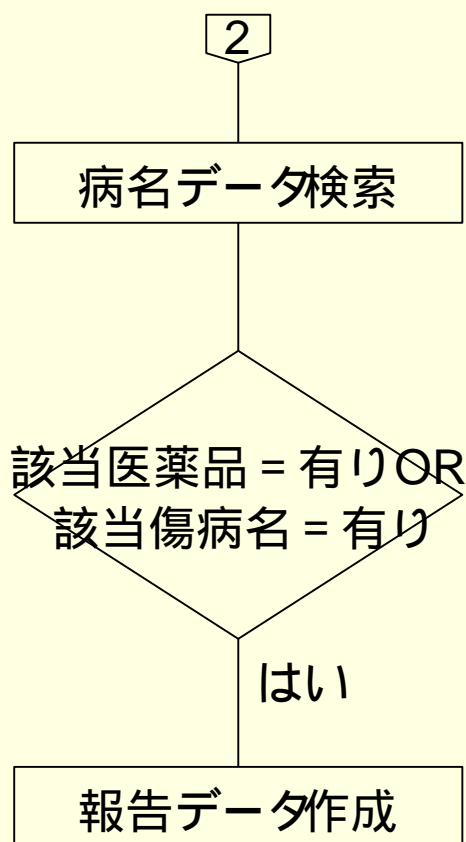 2
病名データ検索
該当医薬品 = 有りOR
該当傷病名 = 有り
はい
報告データ作成